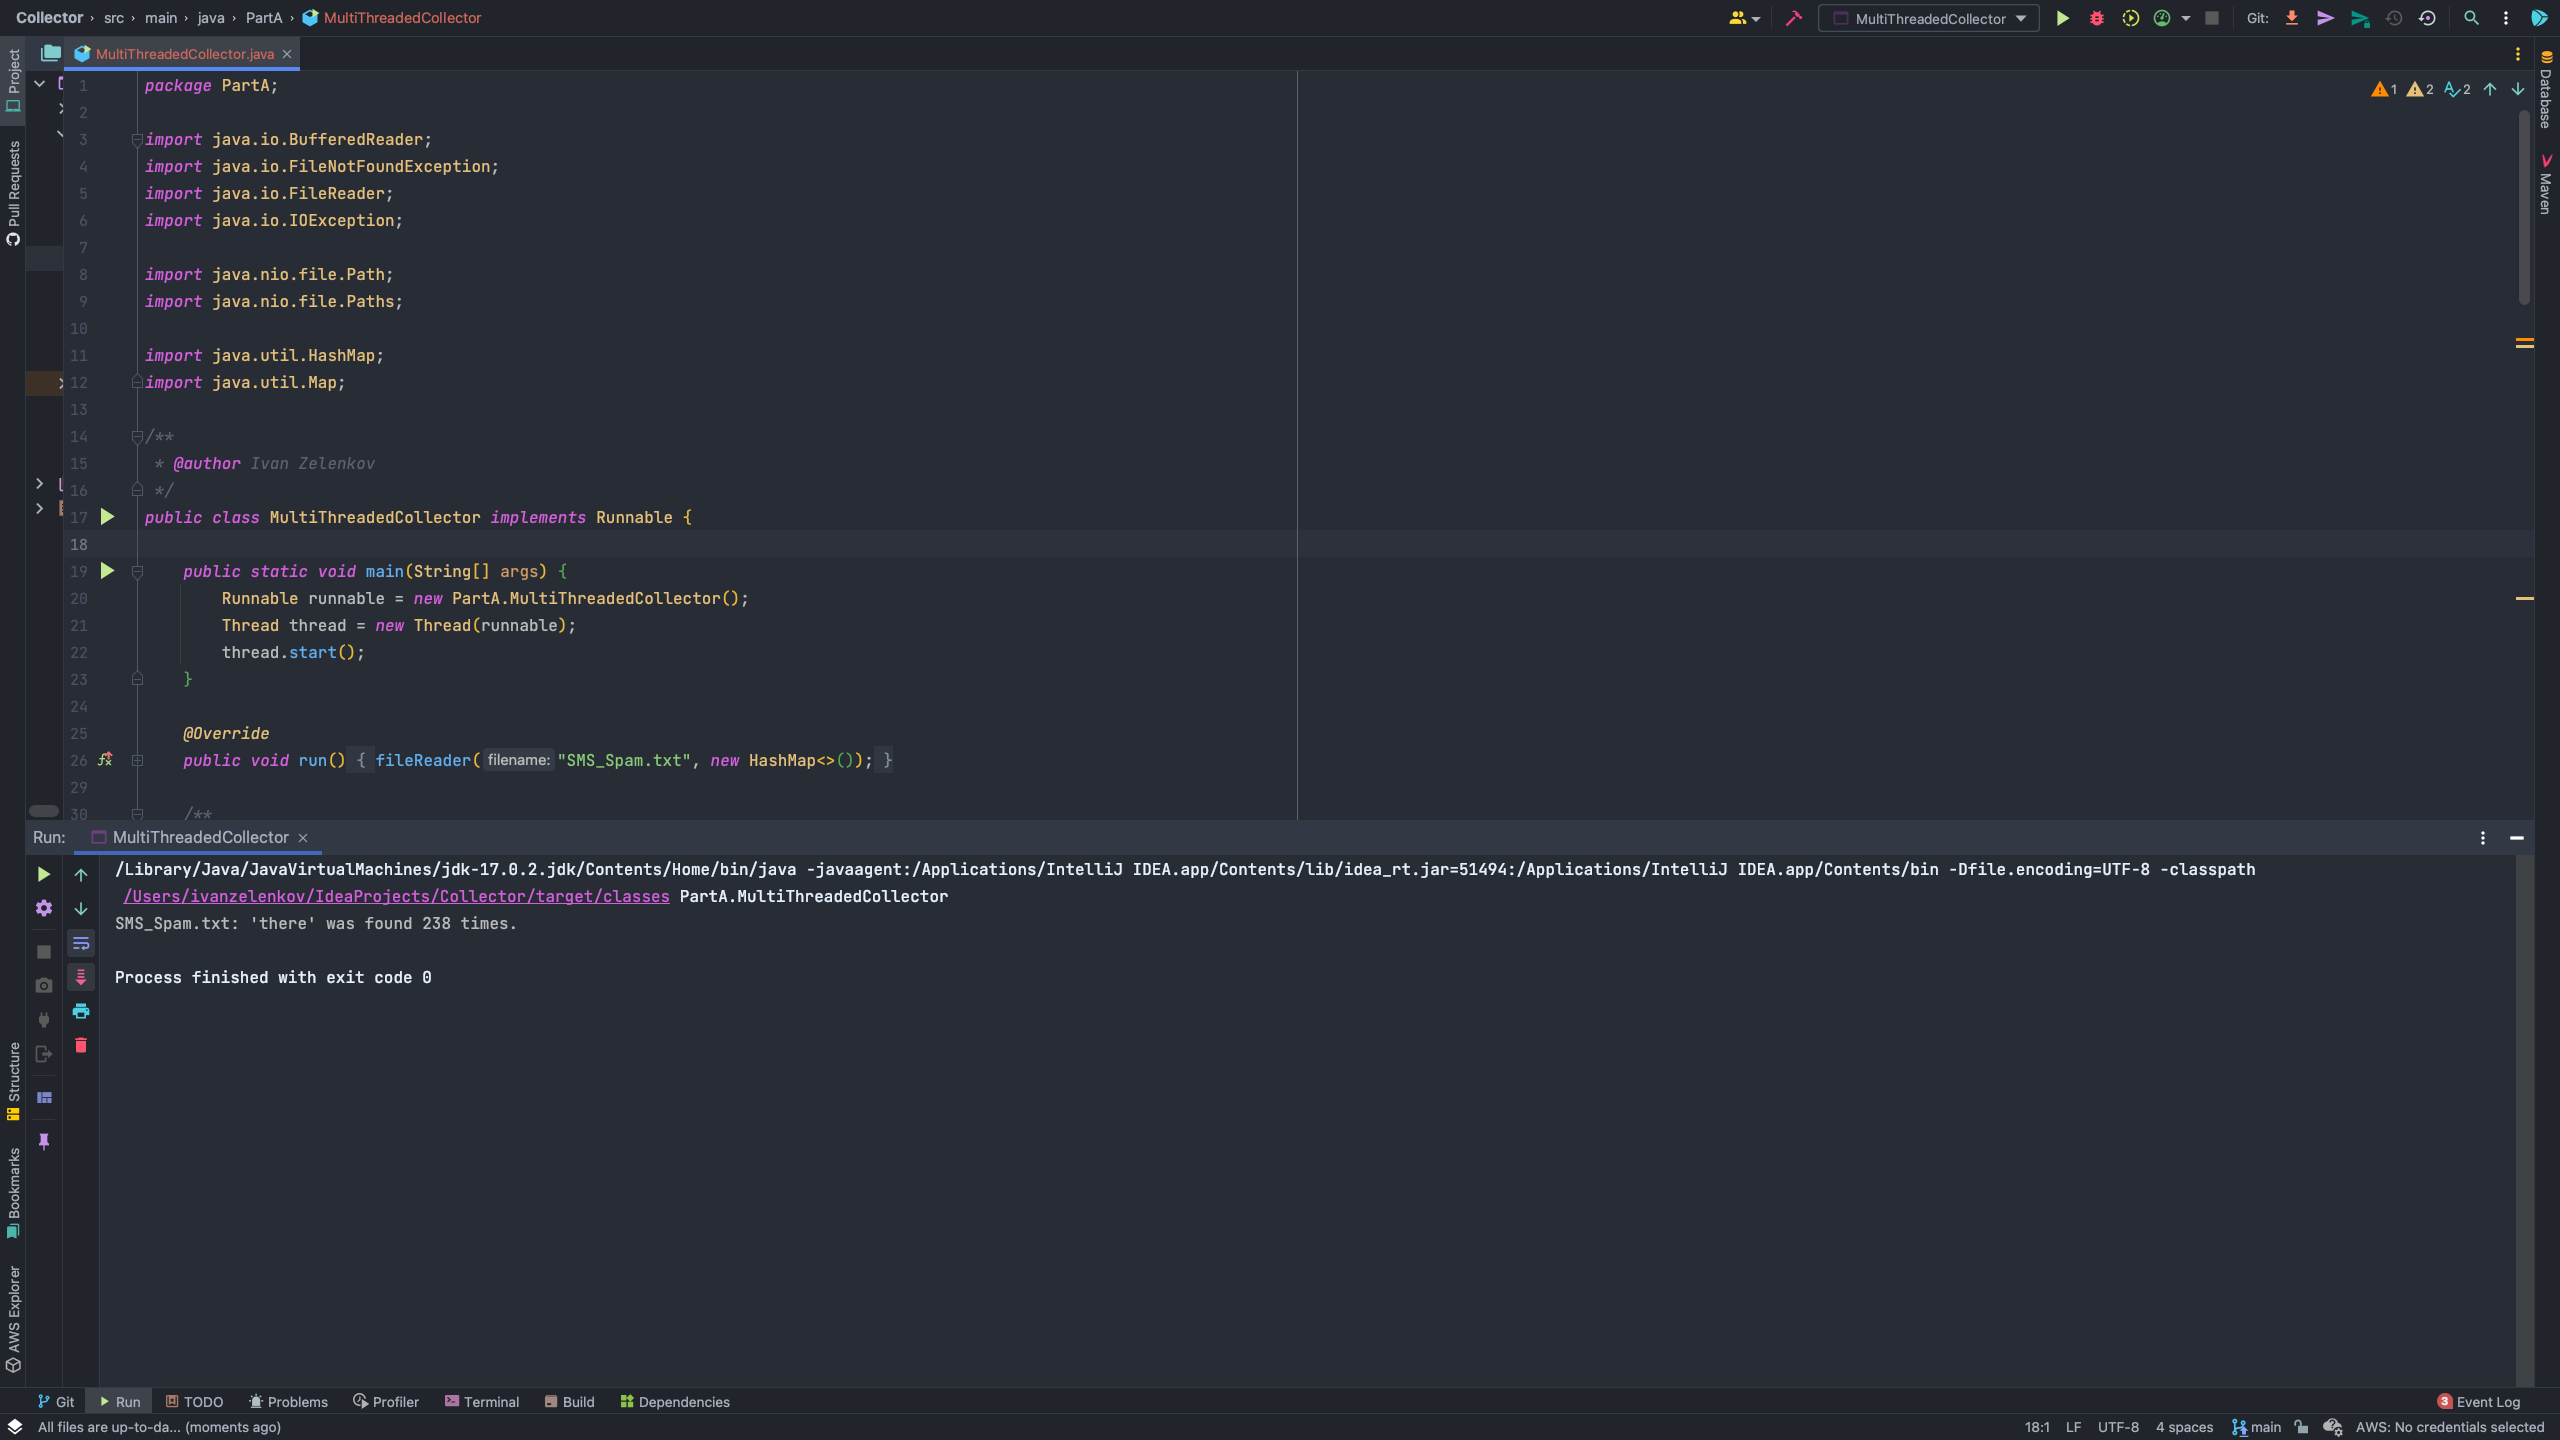 Collector › src › main › java › PartA › MultiThreadedCollector
MultiThreadedCollector
Git:
Project
Pull Requests
Structure
Bookmarks
AWS Explorer
Database
Maven
MultiThreadedCollector.java
1 2 2
1 package PartA;
2
3 import java.io.BufferedReader;
4 import java.io.FileNotFoundException;
5 import java.io.FileReader;
6 import java.io.IOException;
7
8 import java.nio.file.Path;
9 import java.nio.file.Paths;
10
11 import java.util.HashMap;
12 import java.util.Map;
13
14 /**
15 * @author Ivan Zelenkov
16 */
17 public class MultiThreadedCollector implements Runnable {
18
19 public static void main(String[] args) {
20 Runnable runnable = new PartA.MultiThreadedCollector();
21 Thread thread = new Thread(runnable);
22 thread.start();
23 }
24
25 @Override
26 public void run() { fileReader( filename: "SMS_Spam.txt", new HashMap<>()); }
29
30 /**
Run: MultiThreadedCollector
/Library/Java/JavaVirtualMachines/jdk-17.0.2.jdk/Contents/Home/bin/java -javaagent:/Applications/IntelliJ IDEA.app/Contents/lib/idea_rt.jar=51494:/Applications/IntelliJ IDEA.app/Contents/bin -Dfile.encoding=UTF-8 -classpath
/Users/ivanzelenkov/IdeaProjects/Collector/target/classes PartA.MultiThreadedCollector
SMS_Spam.txt: 'there' was found 238 times.
Process finished with exit code 0
Git Run TODO Problems Profiler Terminal Build Dependencies
3 Event Log
All files are up-to-da... (moments ago)
18:1 LF UTF-8 4 spaces main AWS: No credentials selected